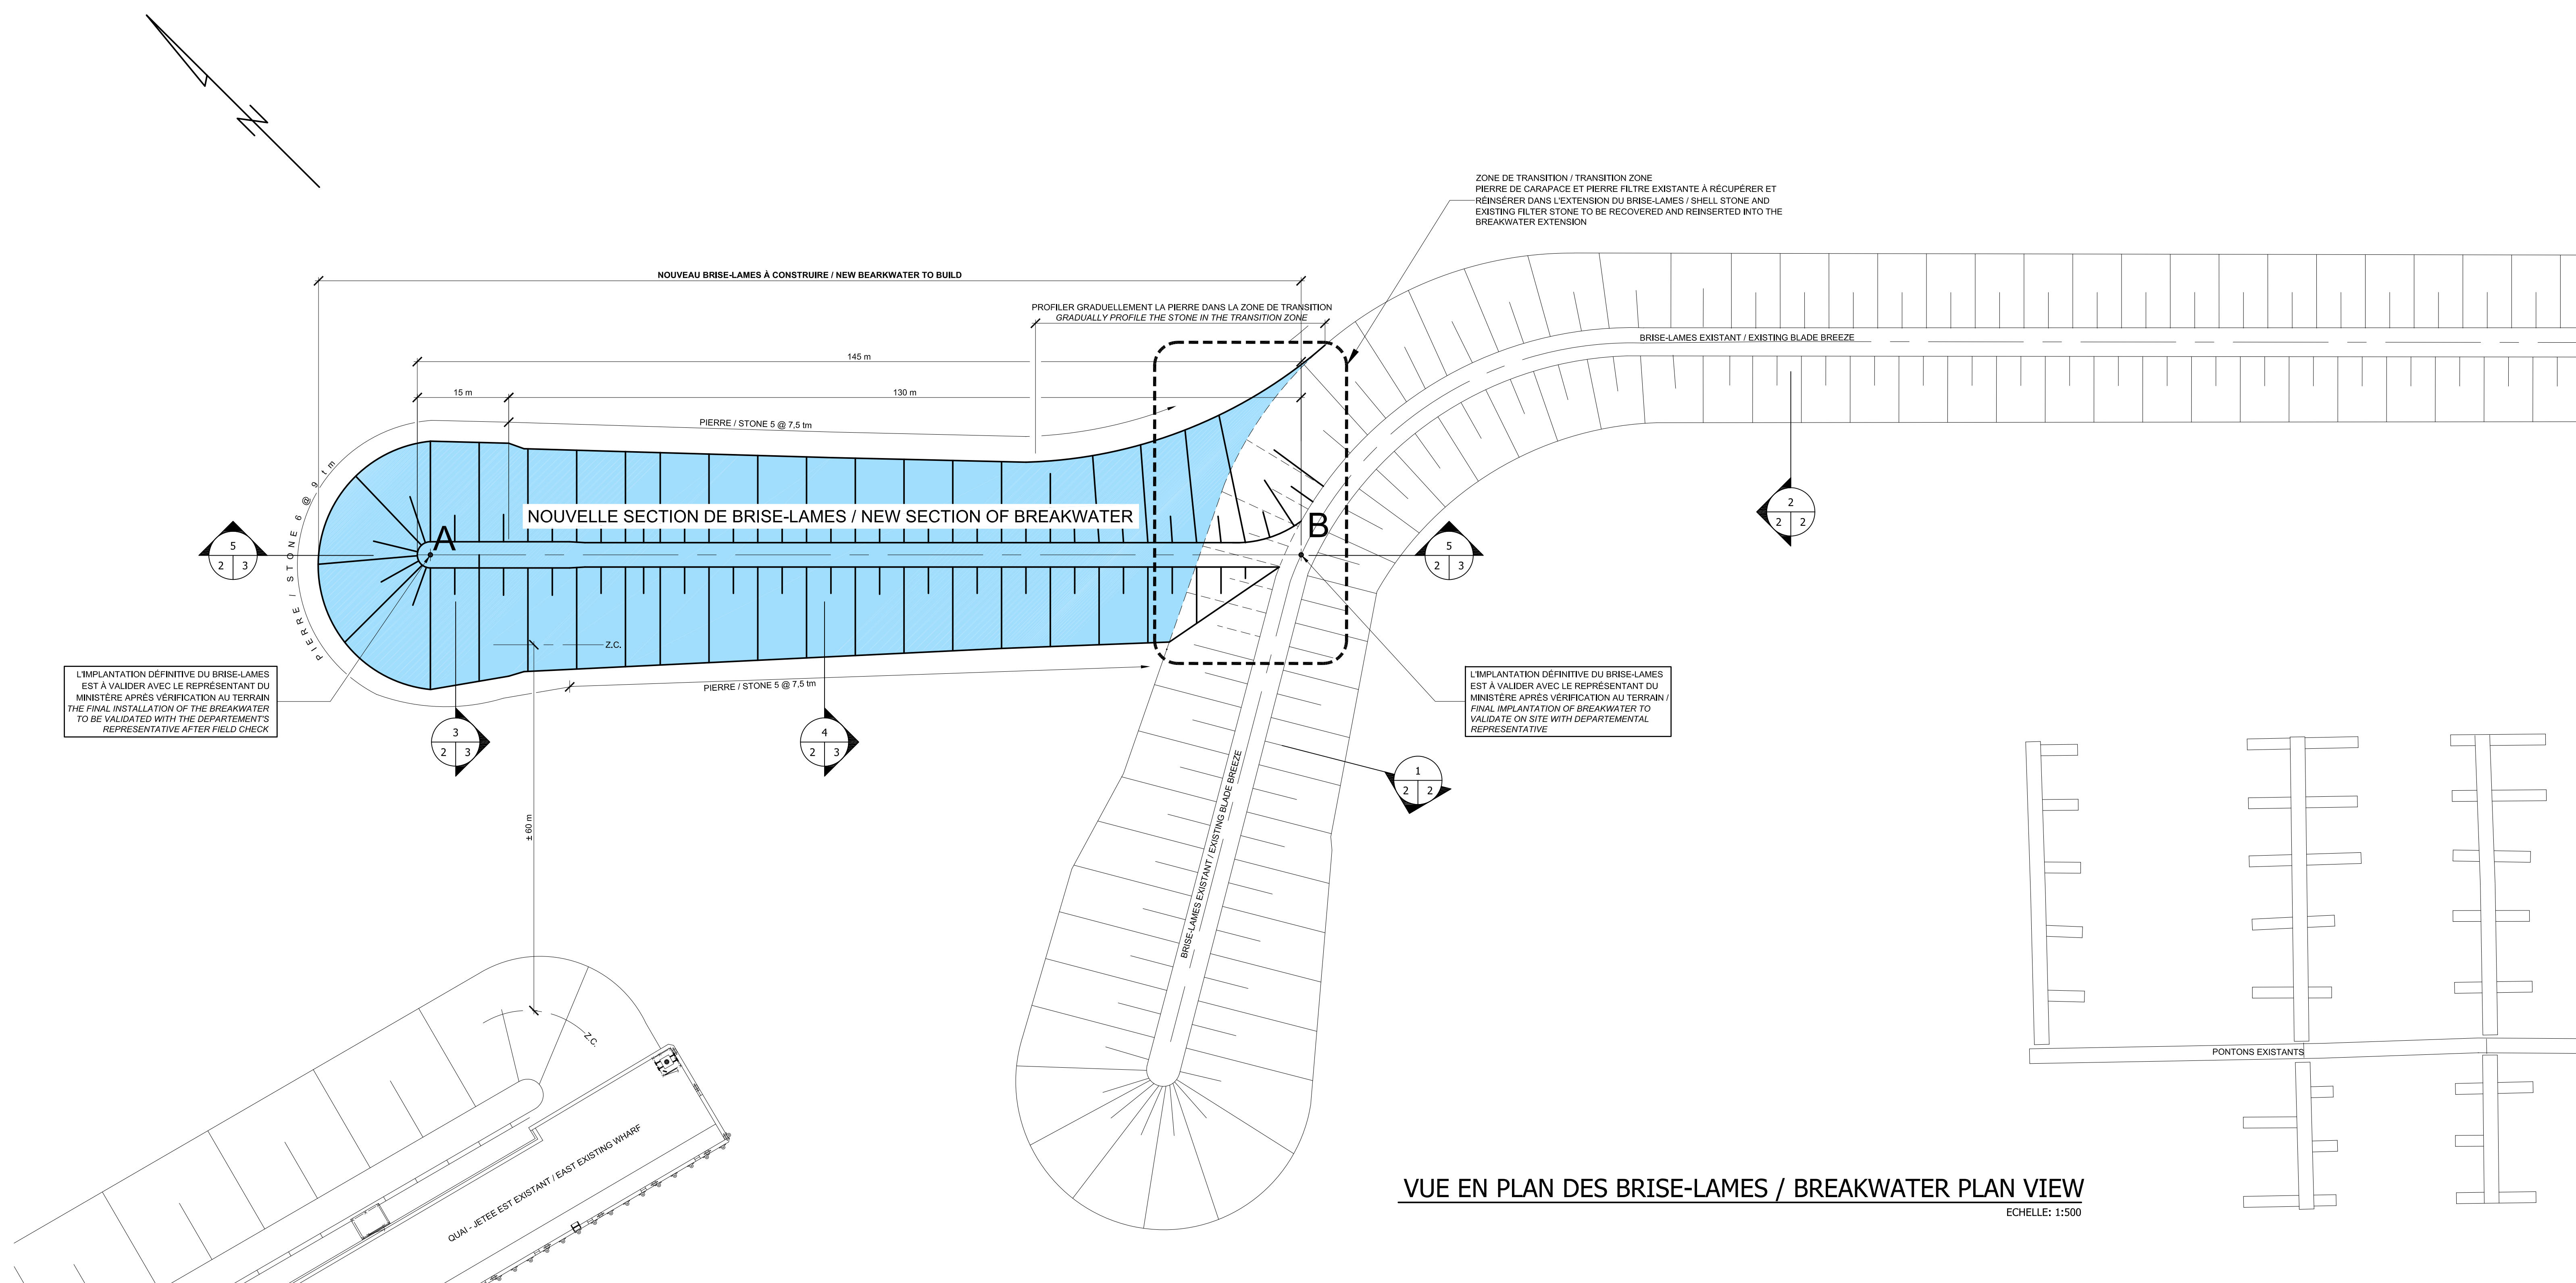 ZONE DE TRANSITION / TRANSITION ZONE
PIERRE DE CARAPACE ET PIERRE FILTRE EXISTANTE À RÉCUPÉRER ET
RÉINSÉRER DANS L'EXTENSION DU BRISE-LAMES / SHELL STONE AND
EXISTING FILTER STONE TO BE RECOVERED AND REINSERTED INTO THE
BREAKWATER EXTENSION
NOUVEAU BRISE-LAMES À CONSTRUIRE / NEW BEARKWATER TO BUILD
PROFILER GRADUELLEMENT LA PIERRE DANS LA ZONE DE TRANSITION
GRADUALLY PROFILE THE STONE IN THE TRANSITION ZONE
BRISE-LAMES EXISTANT / EXISTING BLADE BREEZE
145 m
15 m
130 m
PIERRE / STONE 5 @ 7,5 tm
PIERRE / STONE 6 @ 9 tm
NOUVELLE SECTION DE BRISE-LAMES / NEW SECTION OF BREAKWATER
A
B
5
2 3
5
2 3
2
2 2
Z.C.
PIERRE / STONE 5 @ 7,5 tm
L'IMPLANTATION DÉFINITIVE DU BRISE-LAMES
EST À VALIDER AVEC LE REPRÉSENTANT DU
MINISTÈRE APRÈS VÉRIFICATION AU TERRAIN
THE FINAL INSTALLATION OF THE BREAKWATER
TO BE VALIDATED WITH THE DEPARTEMENT'S
REPRESENTATIVE AFTER FIELD CHECK
L'IMPLANTATION DÉFINITIVE DU BRISE-LAMES
EST À VALIDER AVEC LE REPRÉSENTANT DU
MINISTÈRE APRÈS VÉRIFICATION AU TERRAIN /
FINAL IMPLANTATION OF BREAKWATER TO
VALIDATE ON SITE WITH DEPARTEMENTAL
REPRESENTATIVE
3
2 3
4
2 3
1
2 2
± 60 m
BRISE-LAMES EXISTANT / EXISTING BLADE BREEZE
Z.C.
QUAI - JETEE EST EXISTANT / EAST EXISTING WHARF
PONTONS EXISTANTS
VUE EN PLAN DES BRISE-LAMES / BREAKWATER PLAN VIEW
ECHELLE: 1:500